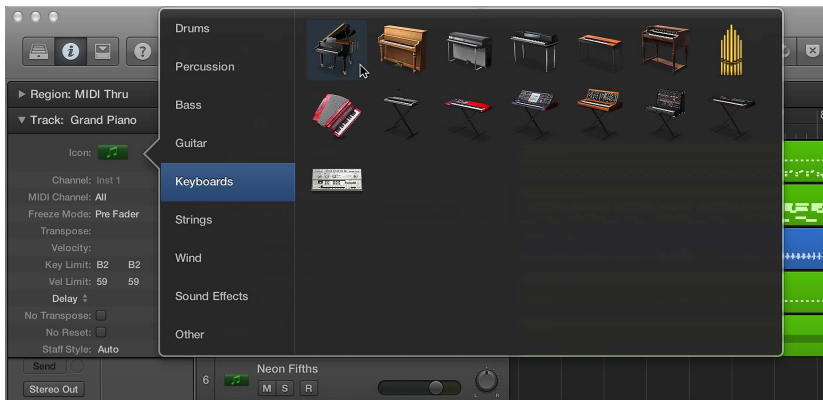 Drums
Percussion
Bass
Guitar
Keyboards
Strings
Wind
Sound Effects
Other
?
Region: MIDI Thru
Track: Grand Piano
Icon:
Channel: Inst 1
MIDI Channel: All
Freeze Mode: Pre Fader
Transpose:
Velocity:
Key Limit: B2 B2
Vel Limit: 59 59
Delay
No Transpose:
No Reset:
Staff Style: Auto
Send
Stereo Out
6
Neon Fifths
M S R
L R